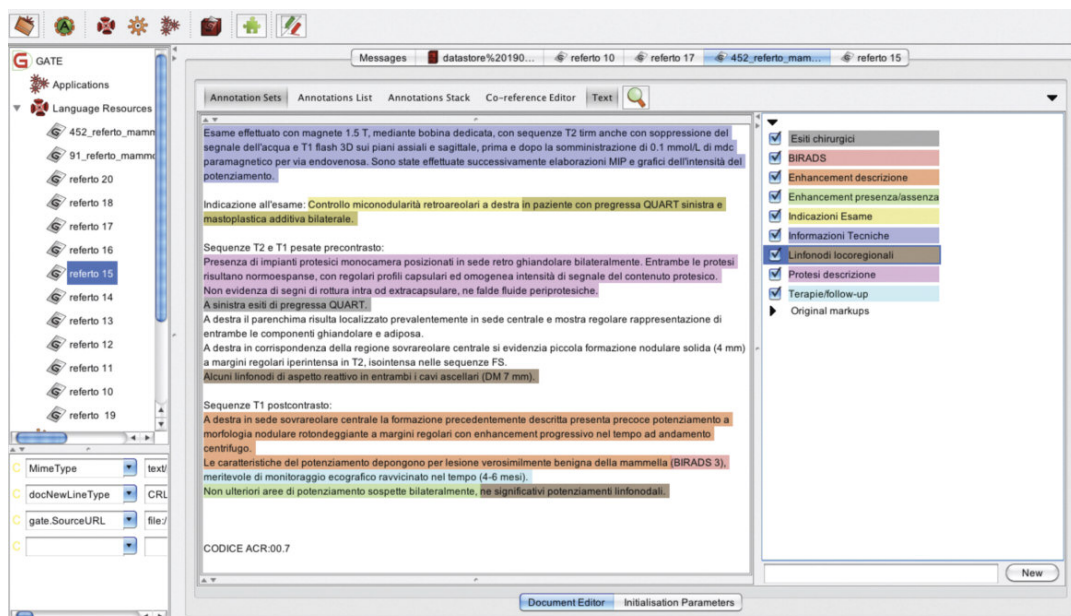 Messages
datastore%20190...
referto 10
referto 17
452_referto_mam...
referto 15
GATE
Applications
Language Resources
452_referto_mamm
91_referto_mammo
referto 20
referto 18
referto 17
referto 16
referto 15
referto 14
referto 13
referto 12
referto 11
referto 10
referto 19
C MimeType text/
C docNewLineType CRL
C gate.SourceURL file:/
C
Annotation Sets
Annotations List
Annotations Stack
Co-reference Editor
Text
Esame effettuato con magnete 1.5 T, mediante bobina dedicata, con sequenze T2 tirm anche con soppressione del
segnale dell'acqua e T1 flash 3D sui piani assiali e sagittale, prima e dopo la somministrazione di 0.1 mmol/L di mdc
paramagnetico per via endovenosa. Sono state effettuate successivamente elaborazioni MIP e grafici dell'intensità del
potenziamento.
Indicazione all'esame: Controllo miconodularità retroareolari a destra in paziente con pregressa QUART sinistra e
mastoplastica additiva bilaterale.
Sequenze T2 e T1 pesate precontrasto:
Presenza di impianti protesici monocamera posizionati in sede retro ghiandolare bilateralmente. Entrambe le protesi
risultano normoespanse, con regolari profili capsulari ed omogenea intensità di segnale del contenuto protesico.
Non evidenza di segni di rottura intra od extracapsulare, ne falde fluide periprotesiche.
A sinistra esiti di pregressa QUART.
A destra il parenchima risulta localizzato prevalentemente in sede centrale e mostra regolare rappresentazione di
entrambe le componenti ghiandolare e adiposa.
A destra in corrispondenza della regione sovrareolare centrale si evidenzia piccola formazione nodulare solida (4 mm)
a margini regolari iperintensa in T2, isointensa nelle sequenze FS.
Alcuni linfonodi di aspetto reattivo in entrambi i cavi ascellari (DM 7 mm).
Sequenze T1 postcontrasto:
A destra in sede sovrareolare centrale la formazione precedentemente descritta presenta precoce potenziamento a
morfologia nodulare rotondeggiante a margini regolari con enhancement progressivo nel tempo ad andamento
centrifugo.
Le caratteristiche del potenziamento depongono per lesione verosimilmente benigna della mammella (BIRADS 3),
meritevole di monitoraggio ecografico ravvicinato nel tempo (4-6 mesi).
Non ulteriori aree di potenziamento sospette bilateralmente, ne significativi potenziamenti linfonodali.
CODICE ACR:00.7
Esiti chirurgici
BIRADS
Enhancement descrizione
Enhancement presenza/assenza
Indicazioni Esame
Informazioni Tecniche
Linfonodi locoregionali
Protesi descrizione
Terapie/follow-up
Original markups
New
Document Editor
Initialisation Parameters